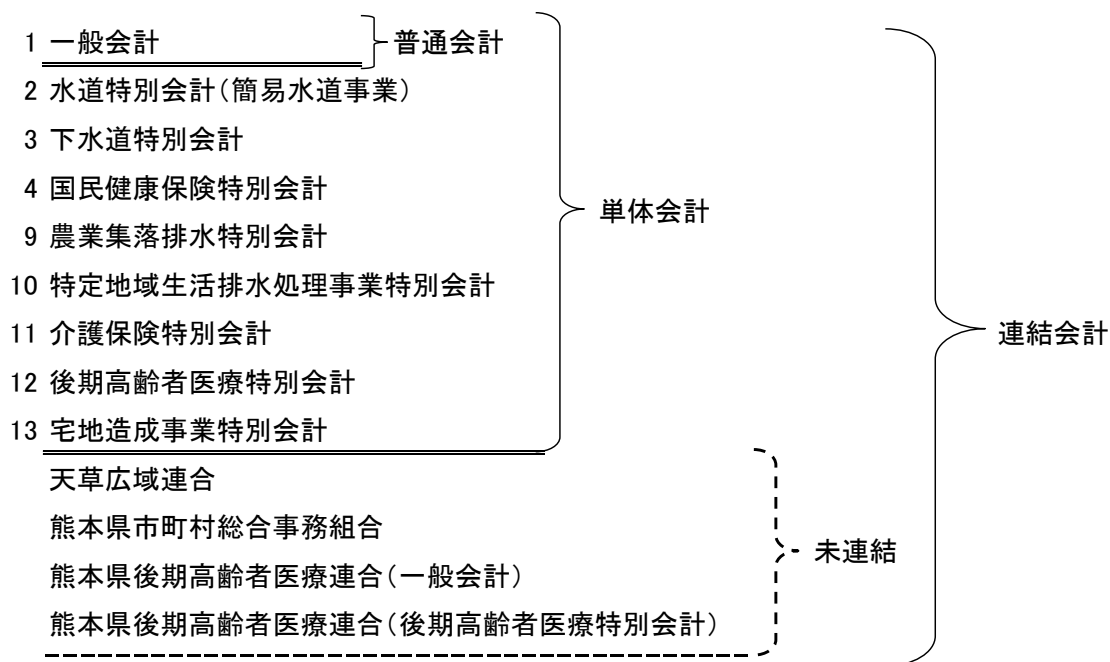 1 一般会計 普通会計
2 水道特別会計(簡易水道事業)
3 下水道特別会計
4 国民健康保険特別会計
単体会計
9 農業集落排水特別会計
10 特定地域生活排水処理事業特別会計
11 介護保険特別会計
連結会計
12 後期高齢者医療特別会計
13 宅地造成事業特別会計
天草広域連合
熊本県市町村総合事務組合
未連結
熊本県後期高齢者医療連合(一般会計)
熊本県後期高齢者医療連合(後期高齢者医療特別会計)